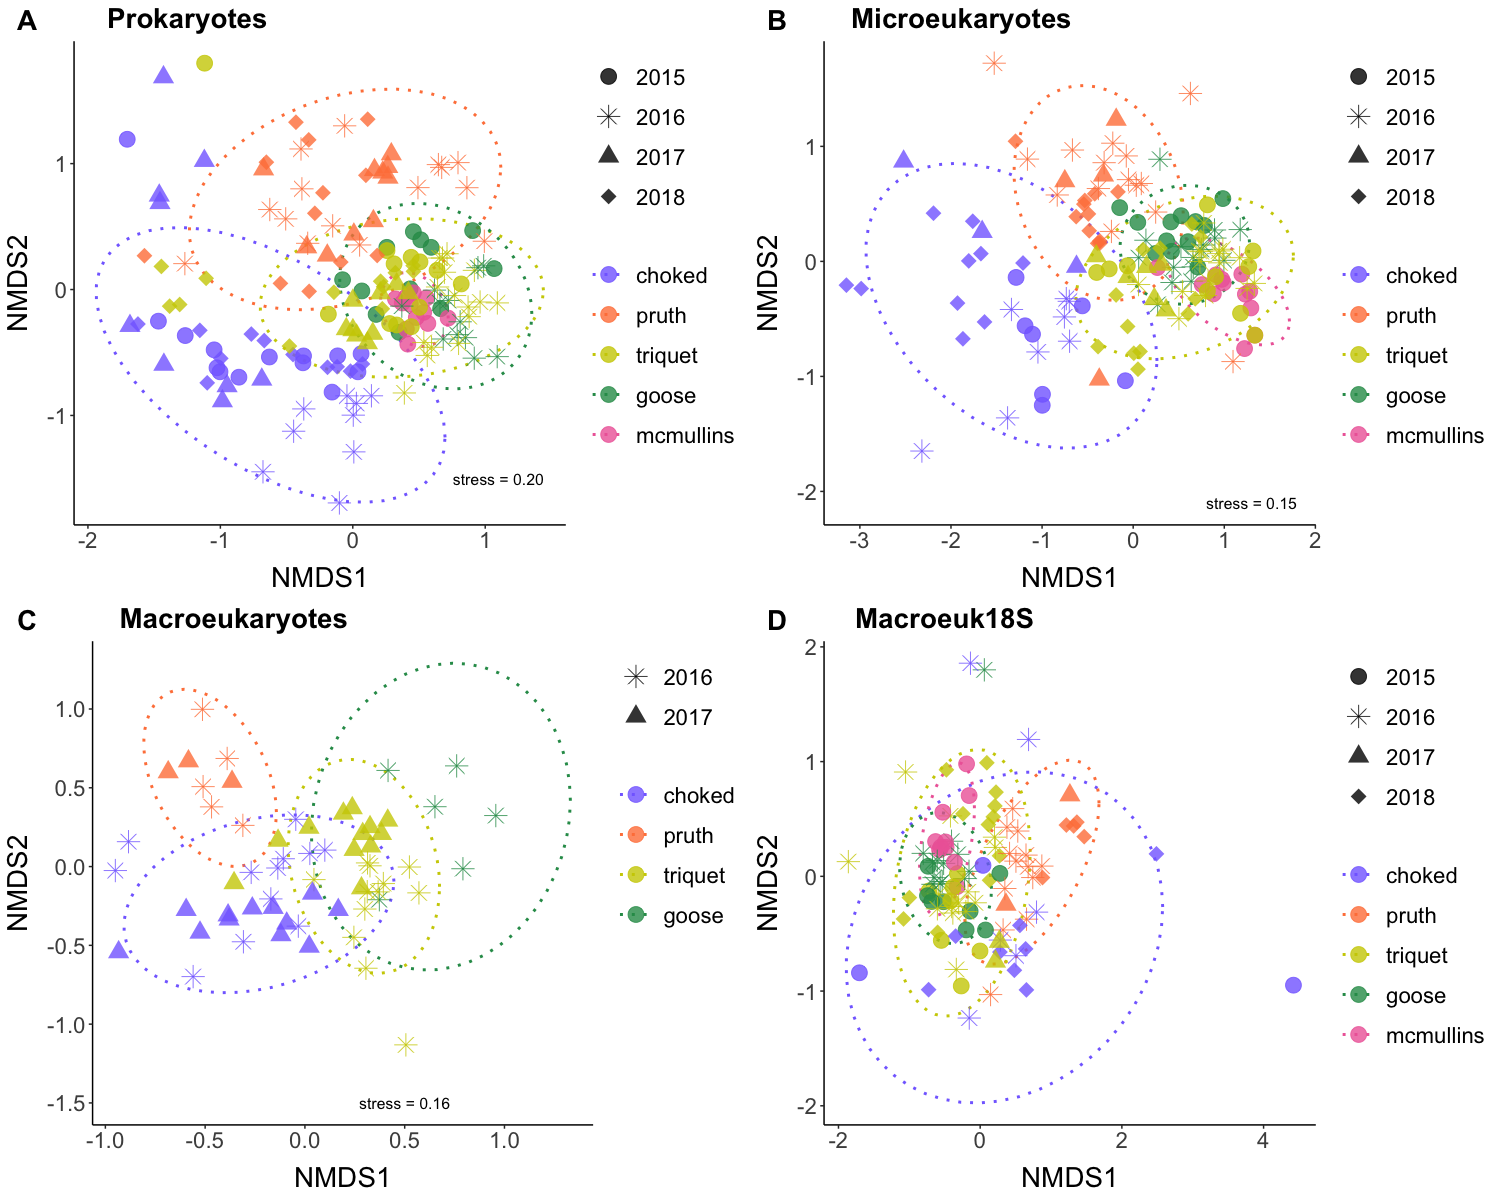 A Prokaryotes
NMDS2
1
0
-1
-2 -1 0 1
NMDS1
stress = 0.20
2015
2016
2017
2018
choked
pruth
triquet
goose
mcmullins
B Microeukaryotes
NMDS2
1
0
-1
-2
-3 -2 -1 0 1 2
NMDS1
stress = 0.15
2015
2016
2017
2018
choked
pruth
triquet
goose
mcmullins
C Macroeukaryotes
NMDS2
1.0
0.5
0.0
-0.5
-1.0
-1.5
-1.0 -0.5 0.0 0.5 1.0
NMDS1
stress = 0.16
2016
2017
choked
pruth
triquet
goose
D Macroeuk18S
NMDS2
2
1
0
-1
-2
-2 0 2 4
NMDS1
2015
2016
2017
2018
choked
pruth
triquet
goose
mcmullins